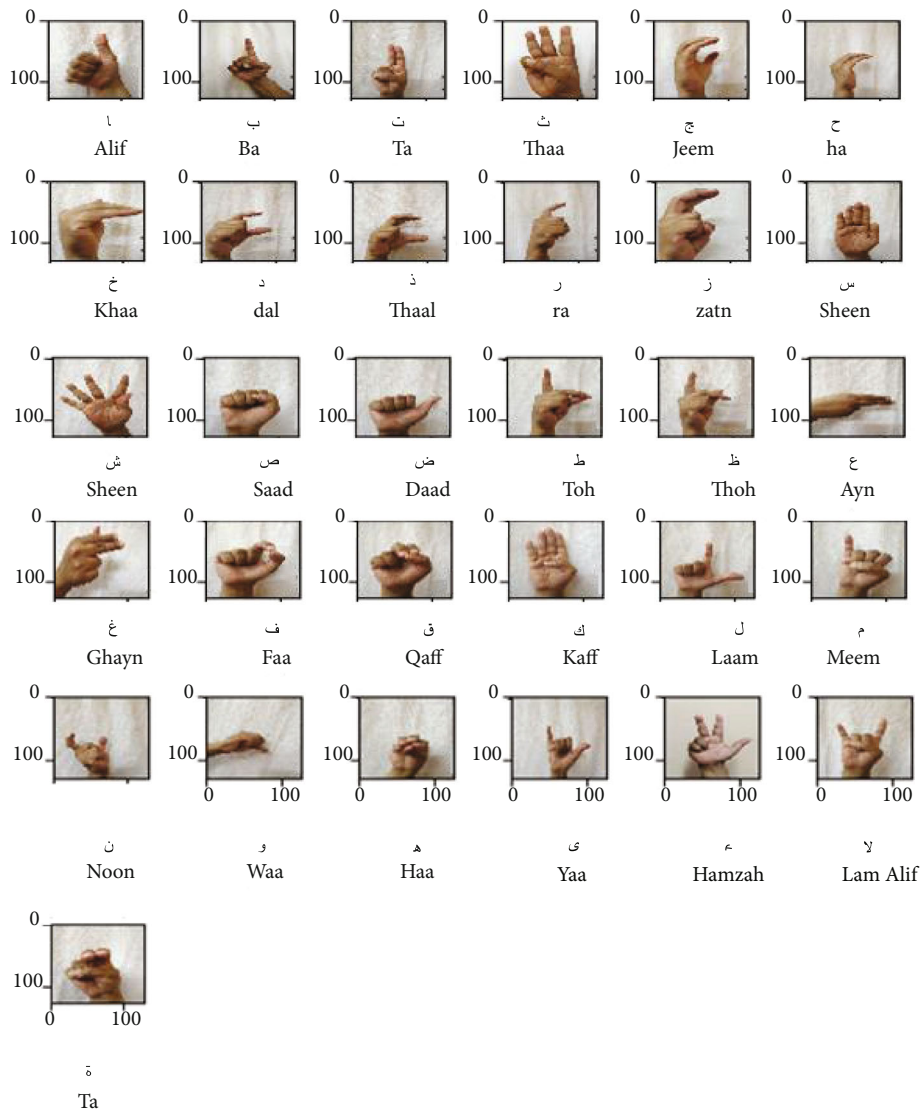 0 0 0 0 0 0
100 100 100 100 100 100
ا ب ت ث ج ح
Alif Ba Ta Thaa Jeem ha
0 0 0 0 0 0
100 100 100 100 100 100
خ د ذ ر ز س
Khaa dal Thaal ra zatn Sheen
0 0 0 0 0 0
100 100 100 100 100 100
ش ص ض ط ظ ع
Sheen Saad Daad Toh Thoh Ayn
0 0 0 0 0 0
100 100 100 100 100 100
غ ف ق ك ل م
Ghayn Faa Qaff Kaff Laam Meem
0 0 0 0 0 0
100 100 100 100 100 100
0 100 0 100 0 100 0 100 0 100
ن و ه ى ء لا
Noon Waa Haa Yaa Hamzah Lam Alif
0
100
0 100
ة
Ta